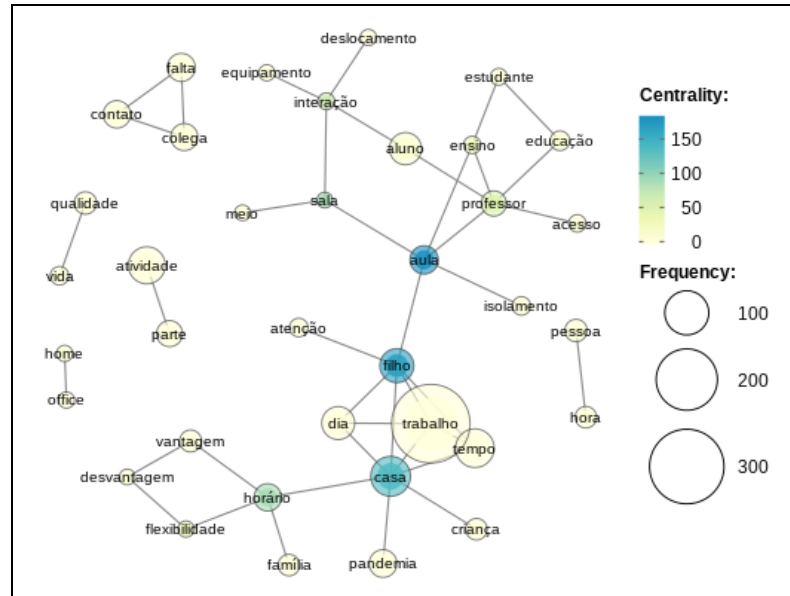 deslocamento
falta
equipamento
estudante
interação
contato
colega
aluno
ensino
educação
qualidade
meio
sala
professor
acesso
aula
vida
atividade
isolamento
parte
atenção
pessoa
home
filho
office
hora
dia
trabalho
vantagem
tempo
desvantagem
casa
horário
flexibilidade
criança
família
pandemia
Centrality:
150
100
50
0
Frequency:
100
200
300